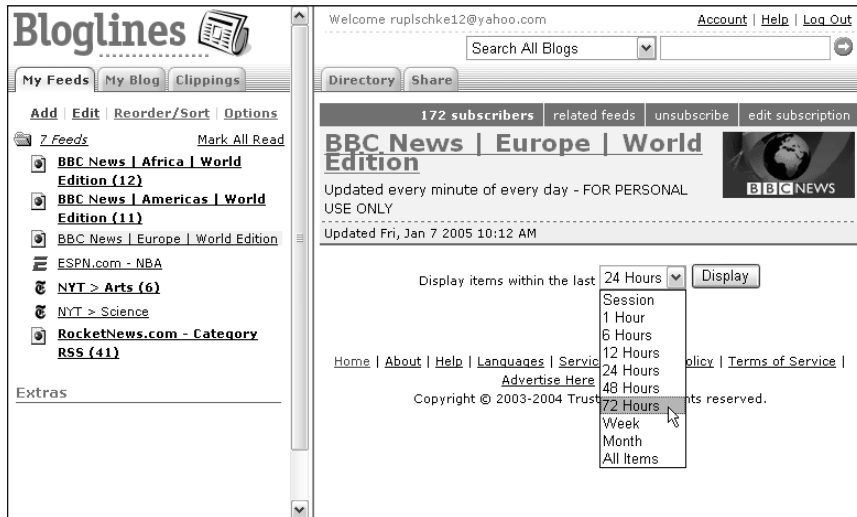 Bloglines
My Feeds
My Blog
Clippings
Add | Edit | Reorder/Sort | Options
7 Feeds
Mark All Read
BBC News | Africa | World
Edition (12)
BBC News | Americas | World
Edition (11)
BBC News | Europe | World Edition
ESPN.com - NBA
NYT > Arts (6)
NYT > Science
RocketNews.com - Category
RSS (41)
Extras
Welcome ruplschke12@yahoo.com
Account | Help | Log Out
Search All Blogs
Directory
Share
172 subscribers | related feeds | unsubscribe | edit subscription
BBC News | Europe | World
Edition
BBC NEWS
Updated every minute of every day - FOR PERSONAL
USE ONLY
Updated Fri, Jan 7 2005 10:12 AM
Display items within the last 24 Hours Display
Session
1 Hour
6 Hours
12 Hours
24 Hours
48 Hours
72 Hours
Week
Month
All Items
Home | About | Help | Languages | | Terms of Service |
Advertise Here
Copyright © 2003-2004 reserved.